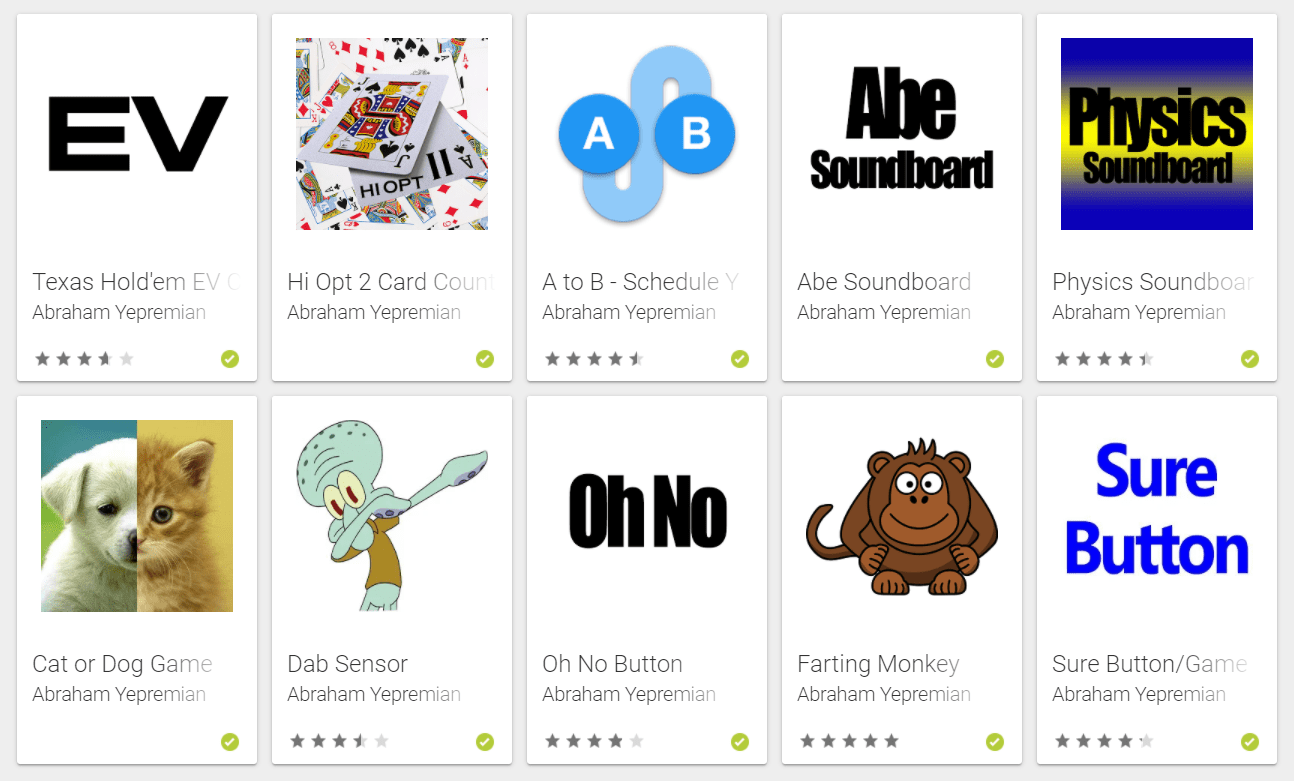 EV
HI OPT II
A B
Abe
Soundboard
Physics
Soundboard
Texas Hold'em EV C
Hi Opt 2 Card Count
A to B - Schedule Y
Abe Soundboard
Physics Soundboar
Abraham Yepremian
Abraham Yepremian
Abraham Yepremian
Abraham Yepremian
Abraham Yepremian
Oh No
Sure
Button
Cat or Dog Game
Dab Sensor
Oh No Button
Farting Monkey
Sure Button/Game
Abraham Yepremian
Abraham Yepremian
Abraham Yepremian
Abraham Yepremian
Abraham Yepremian